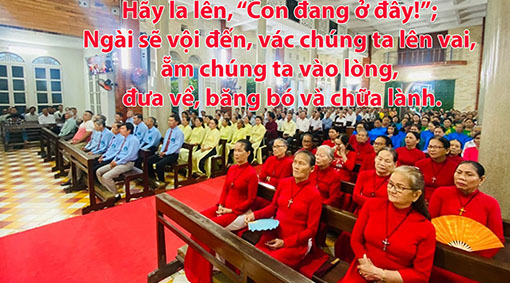 Hãy la lên, “Con đang ở đây!”;
Ngài sẽ vội đến, vác chúng ta lên vai,
ẵm chúng ta vào lòng,
đưa về, băng bó và chữa lành.